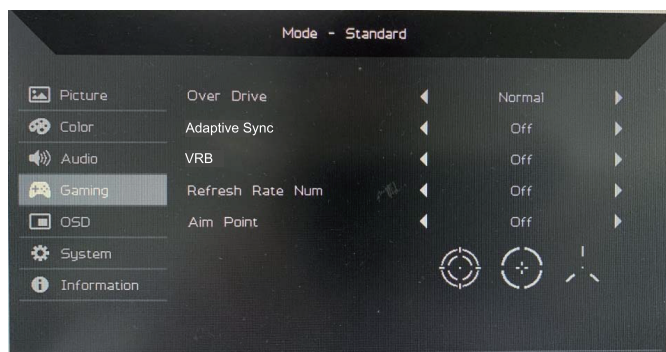 Mode - Standard
Picture
Over Drive
Normal
Color
Adaptive Sync
Off
Audio
VRB
Off
Gaming
Refresh Rate Num
Off
OSD
Aim Point
Off
System
Information